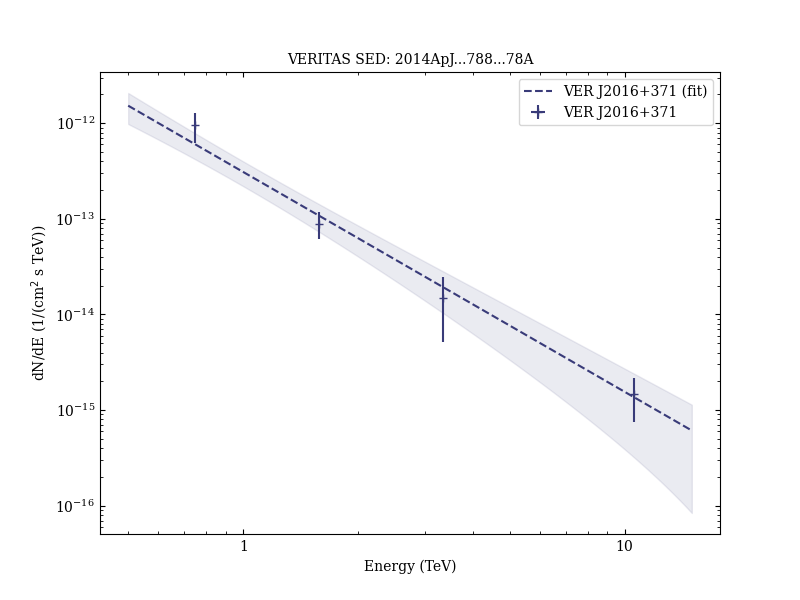 VERITAS SED: 2014ApJ...788...78A
VER J2016+371 (fit)
VER J2016+371
dN/dE (1/(cm² s TeV))
10⁻¹²
10⁻¹³
10⁻¹⁴
10⁻¹⁵
10⁻¹⁶
1 10
Energy (TeV)